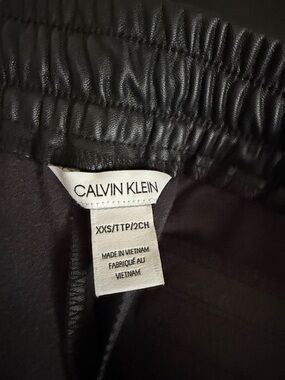 CALVIN KLEIN
XXS/TTP/2CH
MADE IN VIETNAM
FABRIQUÉ AU
VIETNAM